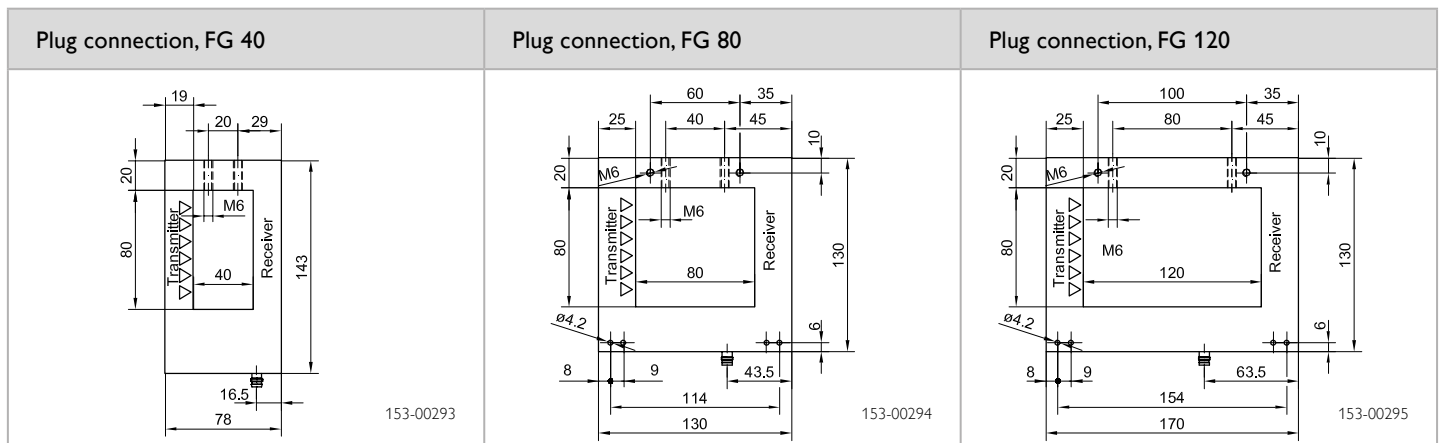 Plug connection, FG 40
19
20
29
20
M6
Transmitter
Receiver
80
40
143
16.5
78
153-00293
Plug connection, FG 80
60
35
25
40
45
10
20
M6
M6
Transmitter
Receiver
80
80
130
ø4.2
6
8
9
43.5
114
130
153-00294
Plug connection, FG 120
100
35
25
80
45
10
20
M6
M6
Transmitter
Receiver
80
120
130
ø4.2
6
8
9
63.5
154
170
153-00295